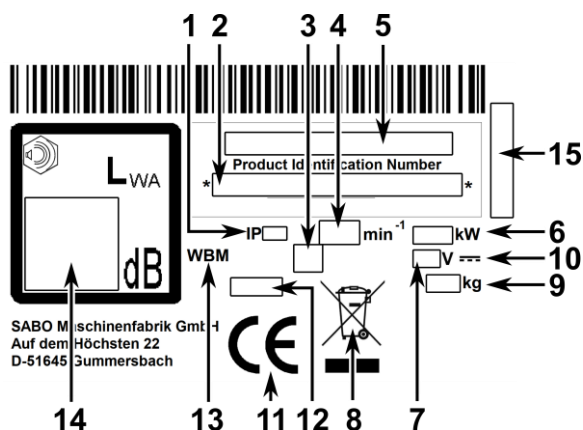 1 2 3 4 5
15
Product Identification Number
* *
LWA
IP min-1 kW 6
WBM V 10
dB kg 9
SABO Maschinenfabrik GmbH
Auf dem Höchsten 22
D-51645 Gummersbach
CE
14 13 11 12 8 7